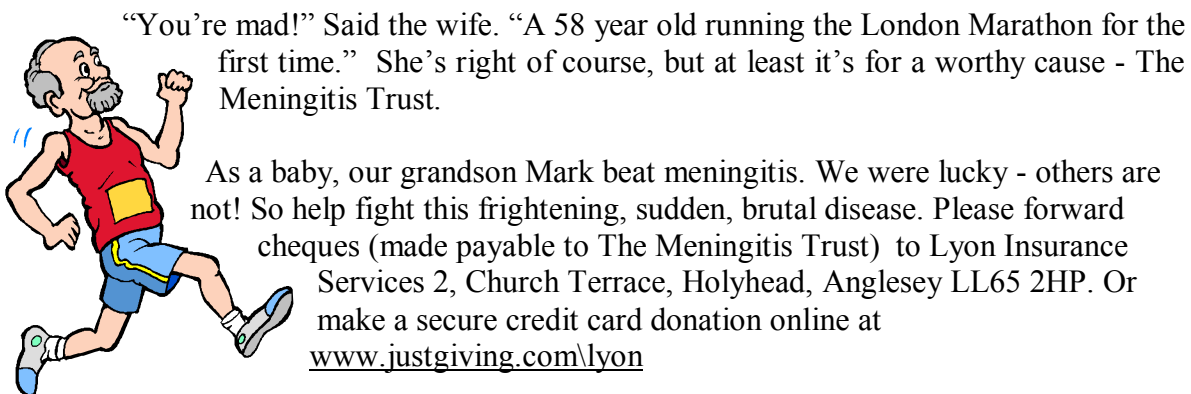 “You’re mad!” Said the wife. “A 58 year old running the London Marathon for the
first time.”  She’s right of course, but at least it’s for a worthy cause - The
Meningitis Trust.
As a baby, our grandson Mark beat meningitis. We were lucky - others are
not! So help fight this frightening, sudden, brutal disease. Please forward
cheques (made payable to The Meningitis Trust)  to Lyon Insurance
Services 2, Church Terrace, Holyhead, Anglesey LL65 2HP. Or
make a secure credit card donation online at
www.justgiving.com\lyon